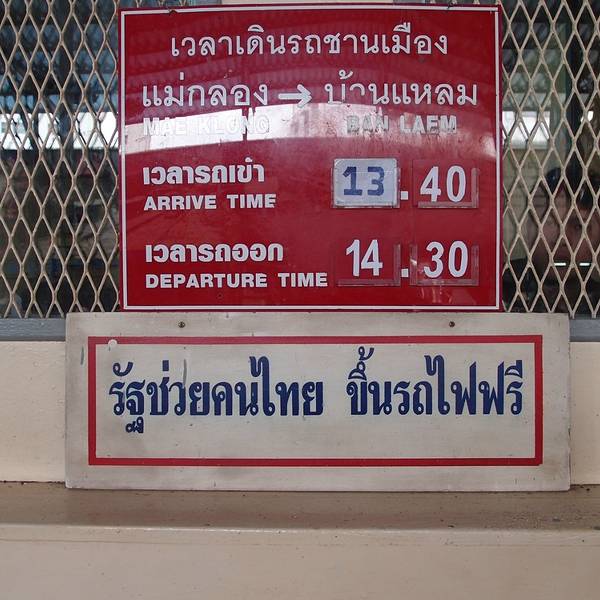 เวลาเดินรถชานเมือง
แม่กลอง → บ้านแหลม
MAE KLONG BAN LAEM
เวลารถเข้า 13.40
ARRIVE TIME
เวลารถออก 14.30
DEPARTURE TIME
รัฐช่วยคนไทย ขึ้นรถไฟฟรี